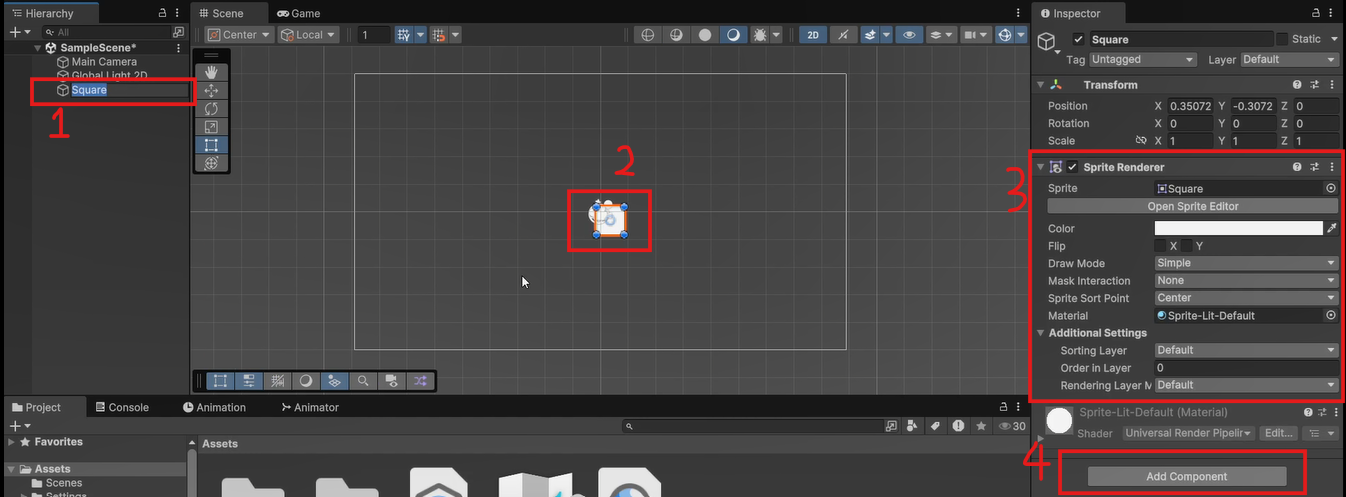 Hierarchy
All
SampleScene*
Main Camera
Global Light 2D
Square
1
Scene
Game
Center
Local
1
2D
2
Inspector
Square
Static
Tag
Untagged
Layer
Default
Transform
Position
X
0.35072
Y
-0.3072
Z
0
Rotation
X
0
Y
0
Z
0
Scale
X
1
Y
1
Z
1
3
Sprite Renderer
Sprite
Square
Open Sprite Editor
Color
Flip
X
Y
Draw Mode
Simple
Mask Interaction
None
Sprite Sort Point
Center
Material
Sprite-Lit-Default
Additional Settings
Sorting Layer
Default
Order in Layer
0
Rendering Layer M
Default
Sprite-Lit-Default (Material)
Shader
Universal Render Pipelin
Edit...
4
Add Component
Project
Console
Animation
Animator
30
Favorites
Assets
Scenes
Settings
Assets